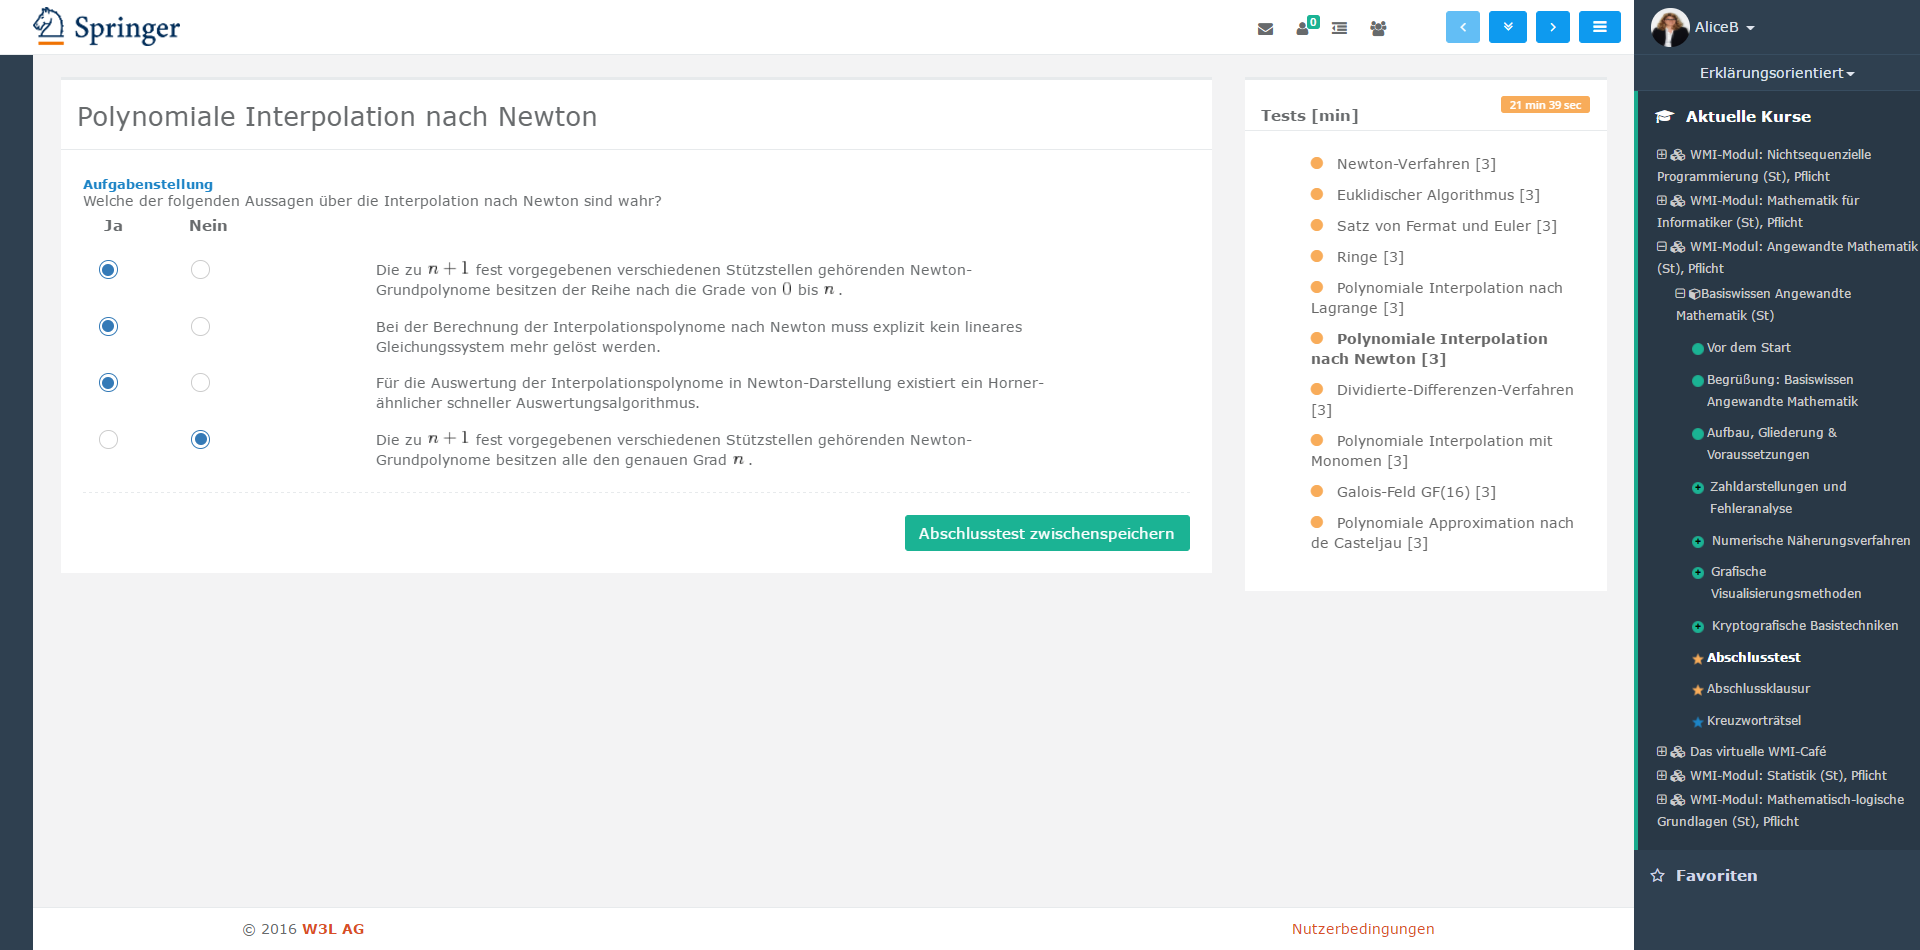 Springer
0
AliceB
Erklärungsorientiert
Polynomiale Interpolation nach Newton
Aufgabenstellung
Welche der folgenden Aussagen über die Interpolation nach Newton sind wahr?
Ja Nein
Die zu n + 1 fest vorgegebenen verschiedenen Stützstellen gehörenden Newton-
Grundpolynome besitzen der Reihe nach die Grade von 0 bis n .
Bei der Berechnung der Interpolationspolynome nach Newton muss explizit kein lineares
Gleichungssystem mehr gelöst werden.
Für die Auswertung der Interpolationspolynome in Newton-Darstellung existiert ein Horner-
ähnlicher schneller Auswertungsalgorithmus.
Die zu n + 1 fest vorgegebenen verschiedenen Stützstellen gehörenden Newton-
Grundpolynome besitzen alle den genauen Grad n .
Abschlusstest zwischenspeichern
Tests [min]
21 min 39 sec
Newton-Verfahren [3]
Euklidischer Algorithmus [3]
Satz von Fermat und Euler [3]
Ringe [3]
Polynomiale Interpolation nach
Lagrange [3]
Polynomiale Interpolation
nach Newton [3]
Dividierte-Differenzen-Verfahren
[3]
Polynomiale Interpolation mit
Monomen [3]
Galois-Feld GF(16) [3]
Polynomiale Approximation nach
de Casteljau [3]
Aktuelle Kurse
WMI-Modul: Nichtsequenzielle
Programmierung (St), Pflicht
WMI-Modul: Mathematik für
Informatiker (St), Pflicht
WMI-Modul: Angewandte Mathematik
(St), Pflicht
Basiswissen Angewandte
Mathematik (St)
Vor dem Start
Begrüßung: Basiswissen
Angewandte Mathematik
Aufbau, Gliederung &
Voraussetzungen
Zahldarstellungen und
Fehleranalyse
Numerische Näherungsverfahren
Grafische
Visualisierungsmethoden
Kryptografische Basistechniken
Abschlusstest
Abschlussklausur
Kreuzworträtsel
Das virtuelle WMI-Café
WMI-Modul: Statistik (St), Pflicht
WMI-Modul: Mathematisch-logische
Grundlagen (St), Pflicht
Favoriten
© 2016 W3L AG
Nutzerbedingungen